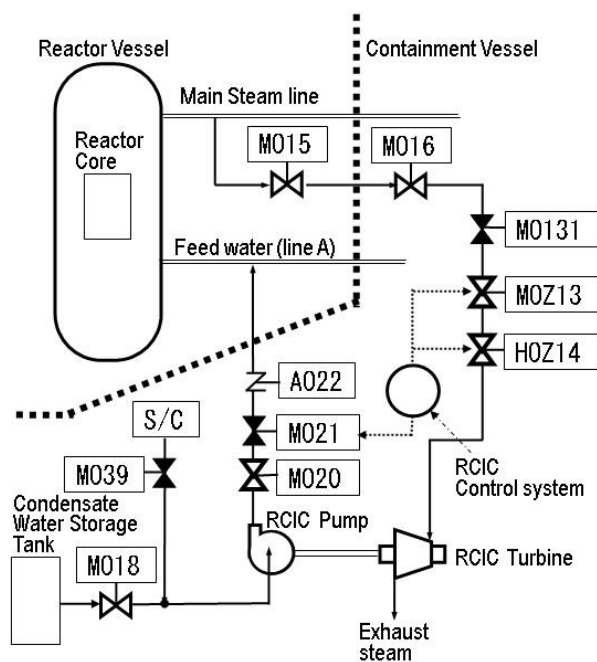 Reactor Vessel
Containment Vessel
Main Steam line
Reactor
Core
MO15
MO16
MO131
Feed water (line A)
MOZ13
HOZ14
AO22
S/C
MO21
MO39
MO20
RCIC
Control system
Condensate
Water Storage
Tank
RCIC Pump
MO18
RCIC Turbine
Exhaust
steam